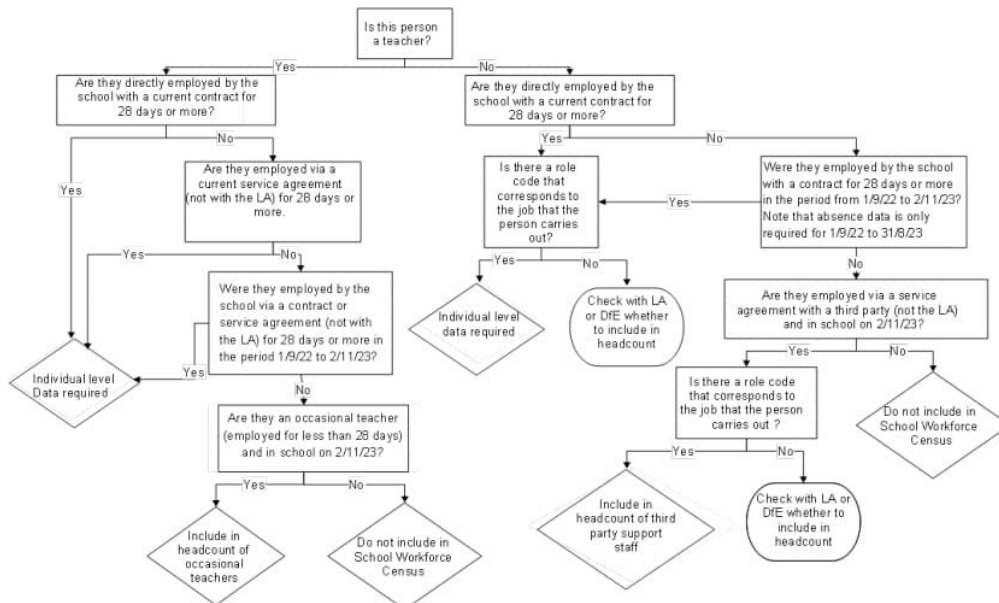 Is this person
a teacher?
Yes
No
Are they directly employed by the
school with a current contract for
28 days or more?
Are they directly employed by the
school with a current contract for
28 days or more?
No
Yes
No
Yes
Are they employed via a
current service agreement
(not with the LA) for 28 days or
more.
Is there a role
code that
corresponds to
the job that the
person carries
out?
Yes
Were they employed by the school
with a contract for 28 days or more
in the period from 1/9/22 to 2/11/23?
Note that absence data is only
required for 1/9/22 to 31/8/23
Yes
No
Yes
No
No
Were they employed by the
school via a contract or
service agreement (not with
the LA) for 28 days or more in
the period 1/9/22 to 2/11/23?
Yes
Individual level
data required
Check with LA
or DfE whether
to include in
headcount
Are they employed via a service
agreement with a third party (not the LA)
and in school on 2/11/23?
Individual level
Data required
No
Yes
No
Is there a role code
that corresponds to
the job that the person
carries out ?
Do not include in
School Workforce
Census
Are they an occasional teacher
(employed for less than 28 days)
and in school on 2/11/23?
Yes
No
Yes
No
Include in
headcount of
occasional
teachers
Do not include in
School Workforce
Census
Include in
headcount of third
party support
staff
Check with LA or
DfE whether to
include in
headcount